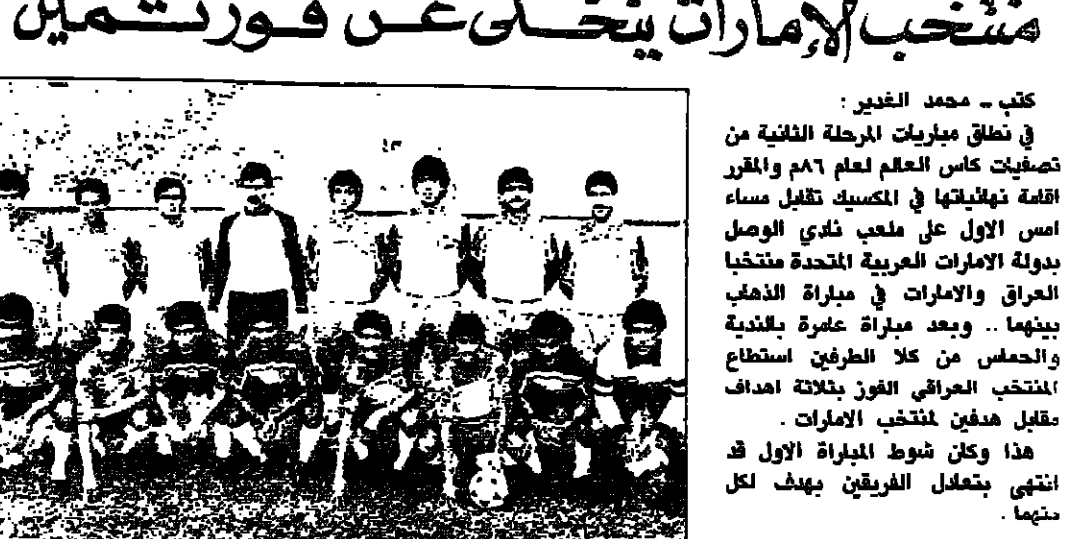 منتخب الإمارات يتخلى عن فورتسمين
كتب - محمد الغدير :
في نطاق مباريات المرحلة الثانية من
تصفيات كاس العالم لعام ٨٦م والمقرر
اقامة نهائياتها في المكسيك تقابل مساء
امس الاول على ملعب نادي الوصل
بدولة الامارات العربية المتحدة منتخبا
العراق والامارات في مباراة الذهاب
بينهما .. وبعد مباراة عامرة بالندية
والحماس من كلا الطرفين استطاع
المنتخب العراقي الفوز بثلاثة اهداف
مقابل هدفين لمنتخب الامارات .
هذا وكان شوط المباراة الاول قد
انتهى بتعادل الفريقين بهدف لكل
منهما .